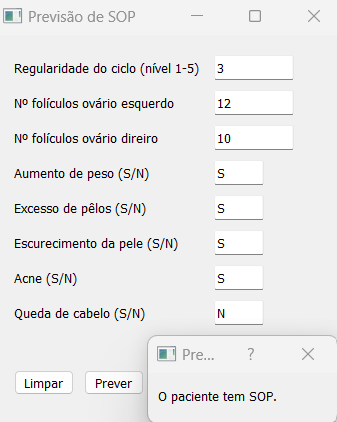 Previsão de SOP
Regularidade do ciclo (nível 1-5) 3
Nº folículos ovário esquerdo 12
Nº folículos ovário direiro 10
Aumento de peso (S/N) S
Excesso de pêlos (S/N) S
Escurecimento da pele (S/N) S
Acne (S/N) S
Queda de cabelo (S/N) N
Limpar Prever
Pre... ?
O paciente tem SOP.